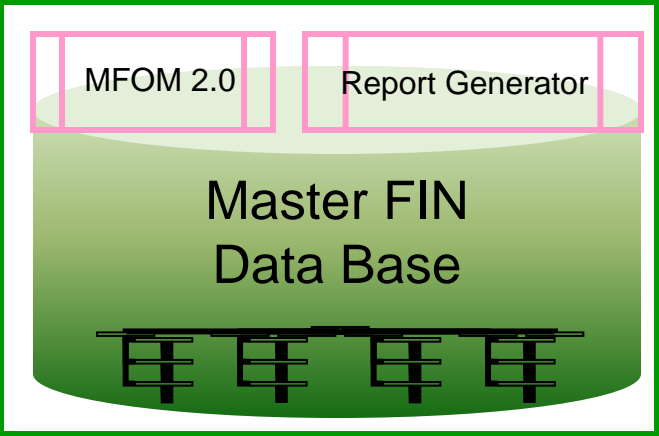 MFOM 2.0
Report Generator
Master FIN
Data Base